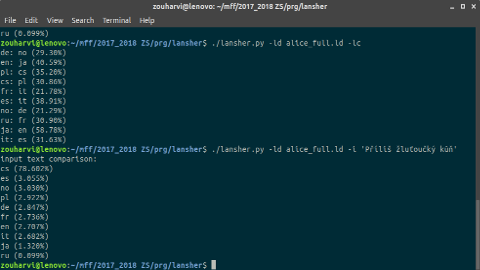 zouharvi@lenovo: ~/mff/2017_2018 ZS/prg/lansher
File Edit View Search Terminal Help
ru (0.099%)
zouharvi@lenovo:~/mff/2017_2018 ZS/prg/lansher$ ./lansher.py -ld alice_full.ld -lc
de: no (29.30%)
en: ja (40.59%)
pl: cs (35.20%)
cs: pl (30.86%)
fr: it (21.78%)
es: it (38.91%)
no: de (21.29%)
ru: fr (30.90%)
ja: en (58.78%)
it: es (31.63%)
zouharvi@lenovo:~/mff/2017_2018 ZS/prg/lansher$ ./lansher.py -ld alice_full.ld -i 'Příliš žluťoučký kůň'
input text comparison:
cs (78.602%)
es (3.055%)
no (3.030%)
pl (2.922%)
de (2.847%)
fr (2.736%)
en (2.707%)
it (2.682%)
ja (1.320%)
ru (0.099%)
zouharvi@lenovo:~/mff/2017_2018 ZS/prg/lansher$